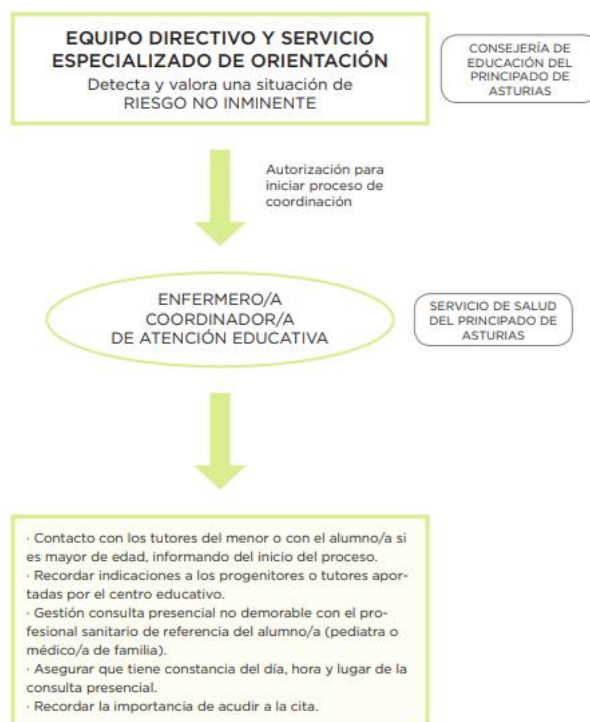 EQUIPO DIRECTIVO Y SERVICIO
ESPECIALIZADO DE ORIENTACIÓN
Detecta y valora una situación de
RIESGO NO INMINENTE
CONSEJERÍA DE
EDUCACIÓN DEL
PRINCIPADO DE
ASTURIAS
Autorización para
iniciar proceso de
coordinación
ENFERMERO/A
COORDINADOR/A
DE ATENCIÓN EDUCATIVA
SERVICIO DE SALUD
DEL PRINCIPADO DE
ASTURIAS
· Contacto con los tutores del menor o con el alumno/a si
es mayor de edad, informando del inicio del proceso.
· Recordar indicaciones a los progenitores o tutores apor-
tadas por el centro educativo.
· Gestión consulta presencial no demorable con el pro-
fesional sanitario de referencia del alumno/a (pediatra o
médico/a de familia).
· Asegurar que tiene constancia del día, hora y lugar de la
consulta presencial.
· Recordar la importancia de acudir a la cita.